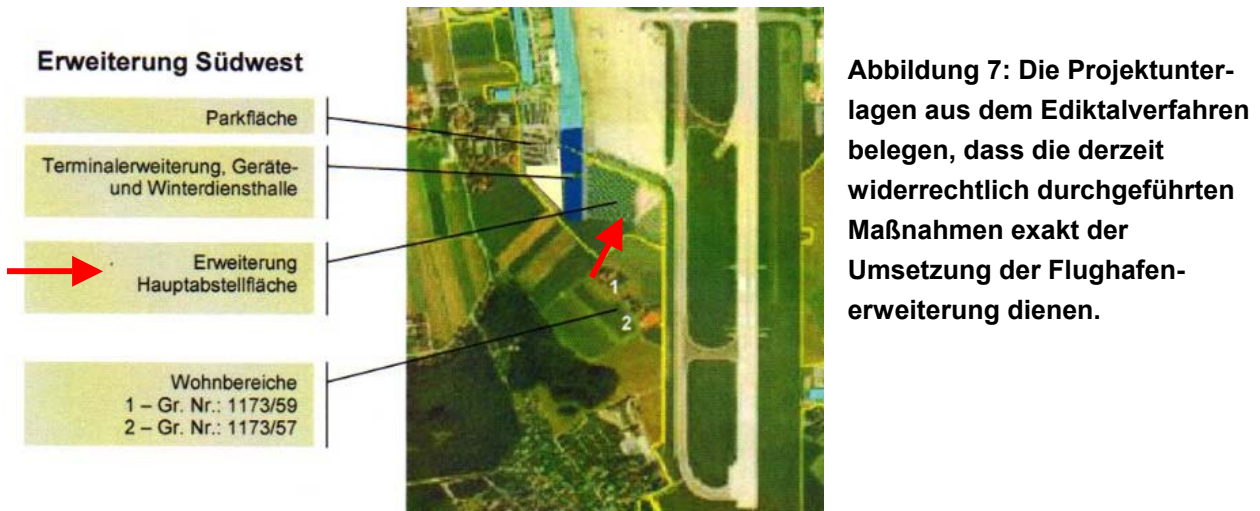 Erweiterung Südwest
Parkfläche
Terminalerweiterung, Geräte-
und Winterdiensthalle
Erweiterung
Hauptabstellfläche
Wohnbereiche
1 – Gr. Nr.: 1173/59
2 – Gr. Nr.: 1173/57
1
2
Abbildung 7: Die Projektunter-
lagen aus dem Ediktalverfahren
belegen, dass die derzeit
widerrechtlich durchgeführten
Maßnahmen exakt der
Umsetzung der Flughafen-
erweiterung dienen.